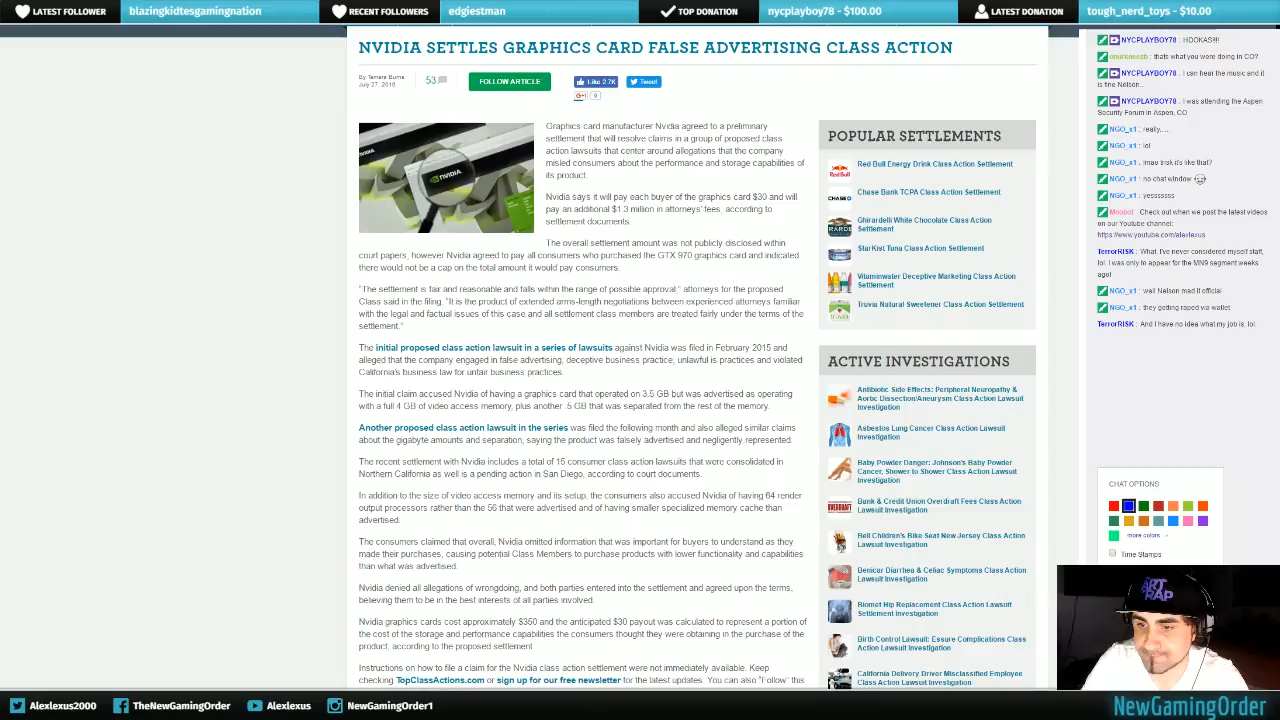 LATEST FOLLOWER
blazingkidtesgamingnation
RECENT FOLLOWERS
edgiestman
TOP DONATION
nycplayboy78 - $100.00
LATEST DONATION
tough_nerd_toys - $10.00
NVIDIA SETTLES GRAPHICS CARD FALSE ADVERTISING CLASS ACTION
By Tamara Burns
July 27, 2016
53
FOLLOW ARTICLE
Like 2.7K
Tweet
+1
9
NVIDIA
Graphics card manufacturer Nvidia agreed to a preliminary
settlement that will resolve claims in a group of proposed class
action lawsuits that center around allegations that the company
misled consumers about the performance and storage capabilities of
its product.
Nvidia says it will pay each buyer of the graphics card $30 and will
pay an additional $1.3 million in attorneys' fees, according to
settlement documents.
The overall settlement amount was not publicly disclosed within
court papers, however Nvidia agreed to pay all consumers who purchased the GTX 970 graphics card and indicated
there would not be a cap on the total amount it would pay consumers.
"The settlement is fair and reasonable and falls within the range of possible approval," attorneys for the proposed
Class said in the filing. "It is the product of extended arms-length negotiations between experienced attorneys familiar
with the legal and factual issues of this case and all settlement class members are treated fairly under the terms of the
settlement."
The initial proposed class action lawsuit in a series of lawsuits against Nvidia was filed in February 2015 and
alleged that the company engaged in false advertising, deceptive business practice, unlawful is practices and violated
California's business law for unfair business practices.
The initial claim accused Nvidia of having a graphics card that operated on 3.5 GB but was advertised as operating
with a full 4 GB of video access memory, plus another .5 GB that was separated from the rest of the memory.
Another proposed class action lawsuit in the series was filed the following month and also alleged similar claims
about the gigabyte amounts and separation, saying the product was falsely advertised and negligently represented.
The recent settlement with Nvidia includes a total of 15 consumer class action lawsuits that were consolidated in
Northern California as well is a pending action in San Diego, according to court documents.
In addition to the size of video access memory and its setup, the consumers also accused Nvidia of having 64 render
output processors rather than the 56 that were advertised and of having smaller specialized memory cache than
advertised.
The consumers claimed that overall, Nvidia omitted information that was important for buyers to understand as they
made their purchases, causing potential Class Members to purchase products with lower functionality and capabilities
than what was advertised.
Nvidia denied all allegations of wrongdoing, and both parties entered into the settlement and agreed upon the terms,
believing them to be in the best interests of all parties involved.
Nvidia graphics cards cost approximately $350 and the anticipated $30 payout was calculated to represent a portion of
the cost of the storage and performance capabilities the consumers thought they were obtaining in the purchase of the
product, according to the proposed settlement
Instructions on how to file a claim for the Nvidia class action settlement were not immediately available. Keep
checking TopClassActions.com or sign up for our free newsletter for the latest updates. You can also "Follow" this
POPULAR SETTLEMENTS
Red Bull Energy Drink Class Action Settlement
Chase Bank TCPA Class Action Settlement
Ghirardelli White Chocolate Class Action
Settlement
StarKist Tuna Class Action Settlement
Vitaminwater Deceptive Marketing Class Action
Settlement
Truvia Natural Sweetener Class Action Settlement
ACTIVE INVESTIGATIONS
Antibiotic Side Effects: Peripheral Neuropathy &
Aortic Dissection/Aneurysm Class Action Lawsuit
Investigation
Asbestos Lung Cancer Class Action Lawsuit
Investigation
Baby Powder Danger: Johnson's Baby Powder
Cancer, Shower to Shower Class Action Lawsuit
Investigation
Bank & Credit Union Overdraft Fees Class Action
Lawsuit Investigation
Bell Children's Bike Seat New Jersey Class Action
Lawsuit Investigation
Benicar Diarrhea & Celiac Symptoms Class Action
Lawsuit Investigation
Biomet Hip Replacement Class Action Lawsuit
Settlement Investigation
Birth Control Lawsuit: Essure Complications Class
Action Lawsuit Investigation
California Delivery Driver Misclassified Employee
Class Action Lawsuit Investigation
NYCPLAYBOY78 : HOOKAS!!!!
onurkneezb : thats what you were doing in CO?
NYCPLAYBOY78 : I can hear the music and it
is fine Nelson...
NYCPLAYBOY78 : I was attending the Aspen
Security Forum in Aspen, CO
NGO_x1 : really.....
NGO_x1 : lol
NGO_x1 : lmao trisk it's like that?
NGO_x1 : no chat window
NGO_x1 : yesssssss
Moobot : Check out when we post the latest videos
on our Youtube channel:
https://www.youtube.com/alexlexus
TerrorRISK : What. I've never considered myself staff,
lol. I was only to appear for the MN9 segment weeks
ago!
NGO_x1 : well Nelson mad it official
NGO_x1 : they getting raped via wallet
TerrorRISK : And I have no idea what my job is, lol.
CHAT OPTIONS
more colors →
Time Stamps
Alexlexus2000
TheNewGamingOrder
Alexlexus
NewGamingOrder1
NewGamingOrder